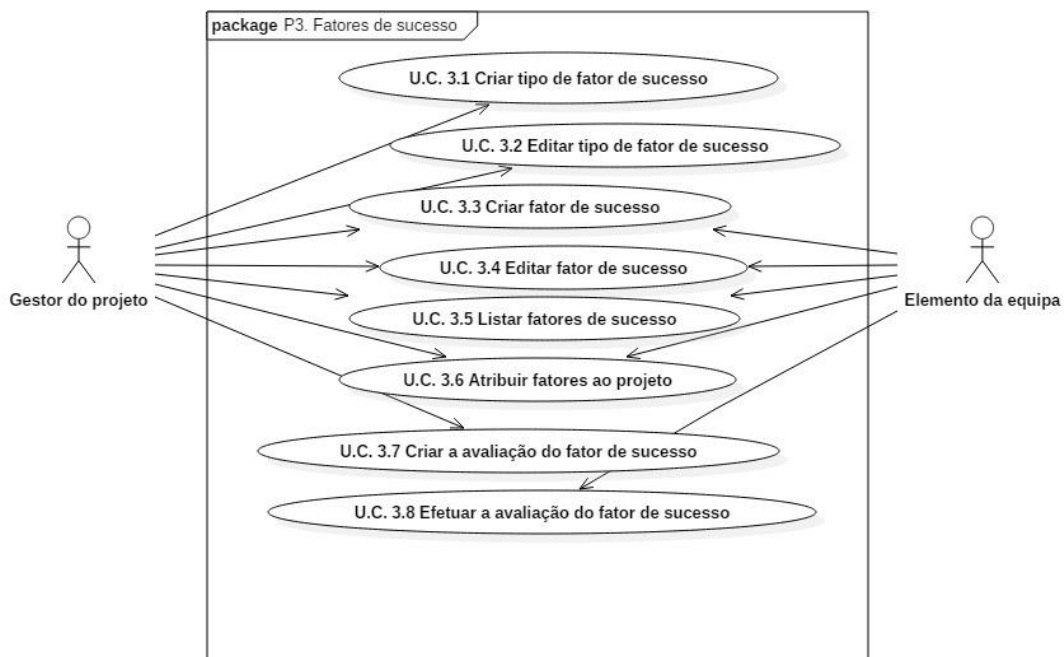 package P3. Fatores de sucesso
U.C. 3.1 Criar tipo de fator de sucesso
U.C. 3.2 Editar tipo de fator de sucesso
U.C. 3.3 Criar fator de sucesso
U.C. 3.4 Editar fator de sucesso
Gestor do projeto
Elemento da equipa
U.C. 3.5 Listar fatores de sucesso
U.C. 3.6 Atribuir fatores ao projeto
U.C. 3.7 Criar a avaliação do fator de sucesso
U.C. 3.8 Efetuar a avaliação do fator de sucesso